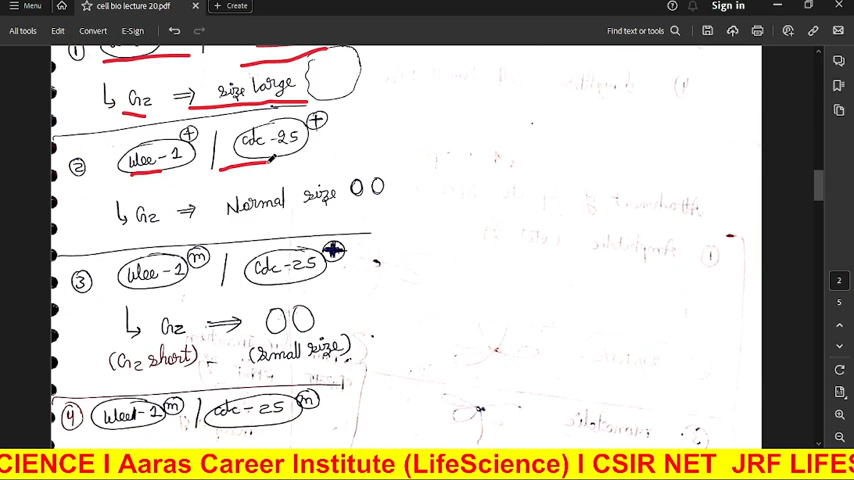 Menu
cell bio lecture 20.pdf
Create
Sign in
All tools
Edit
Convert
E-Sign
Find text or tools
1
↳ G2 ⇒ size large
2 Wee-1 + / Cdc-25 +
↳ G2 ⇒ Normal size
3 Wee-1 m / Cdc-25 +
↳ G2 ⇒
(G2 short) - (small size)
4 Wee-1 m / cdc-25 m
2
5
CIENCE I Aaras Career Institute (LifeScience) I CSIR NET JRF LIFES